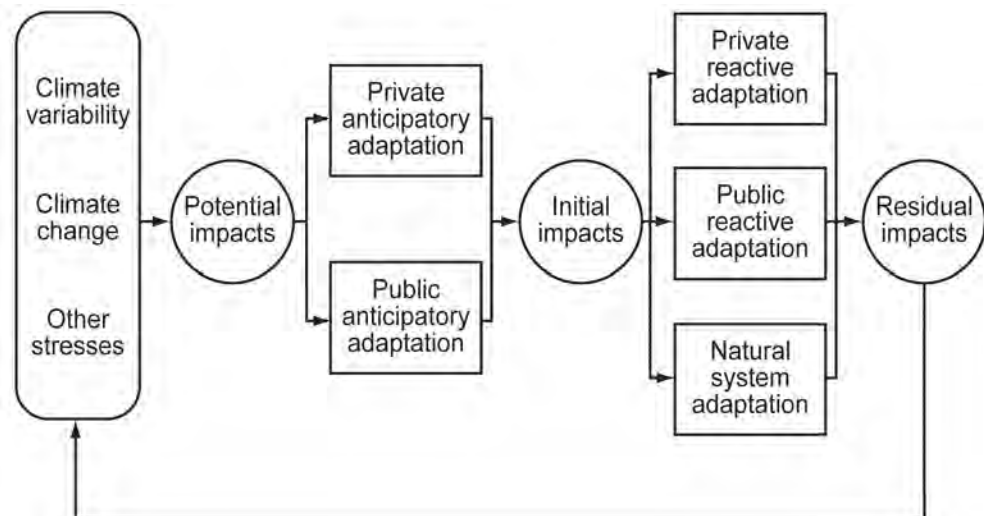 Climate
variability
Climate
change
Other
stresses
Potential
impacts
Private
anticipatory
adaptation
Public
anticipatory
adaptation
Initial
impacts
Private
reactive
adaptation
Public
reactive
adaptation
Natural
system
adaptation
Residual
impacts